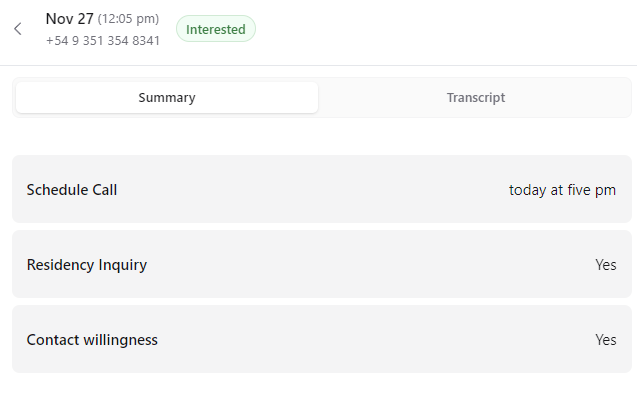 Nov 27 (12:05 pm)
+54 9 351 354 8341
Interested
Summary
Transcript
Schedule Call
today at five pm
Residency Inquiry
Yes
Contact willingness
Yes